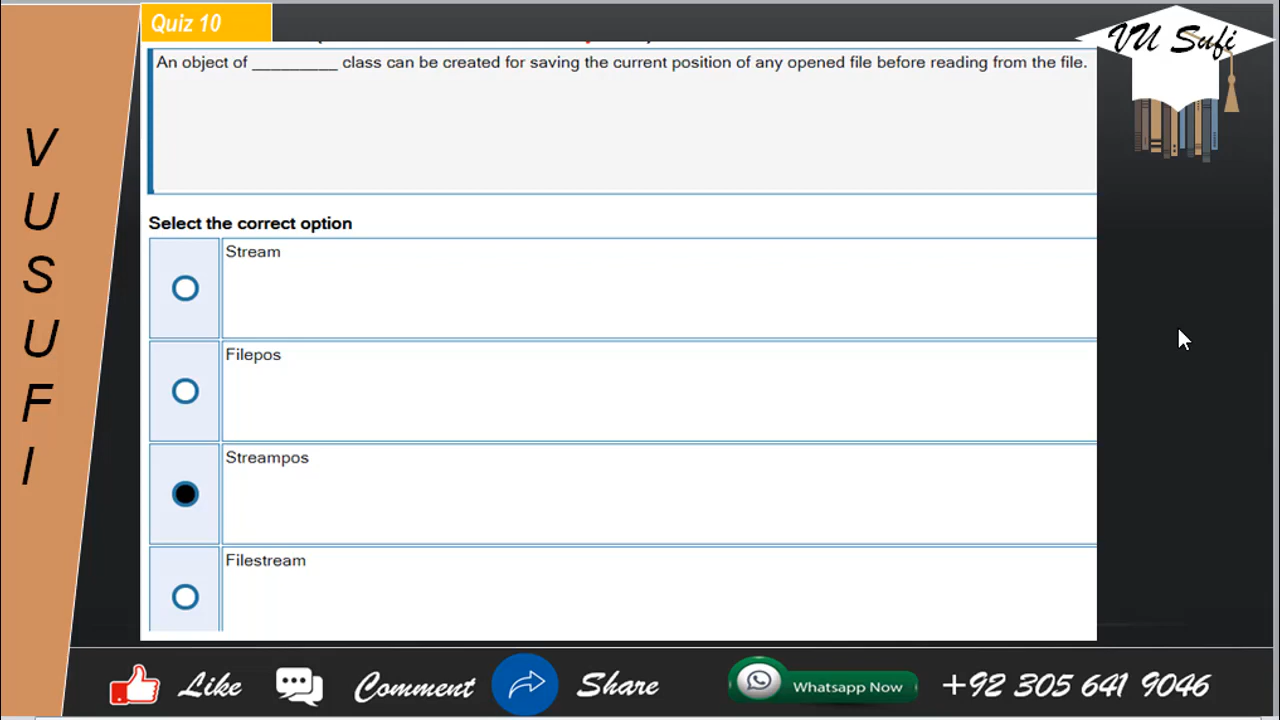 Quiz 10
VU Sufi
An object of _________ class can be created for saving the current position of any opened file before reading from the file.
Select the correct option
Stream
Filepos
Streampos
Filestream
V
U
S
U
F
I
Like
Comment
Share
Whatsapp Now
+92 305 641 9046